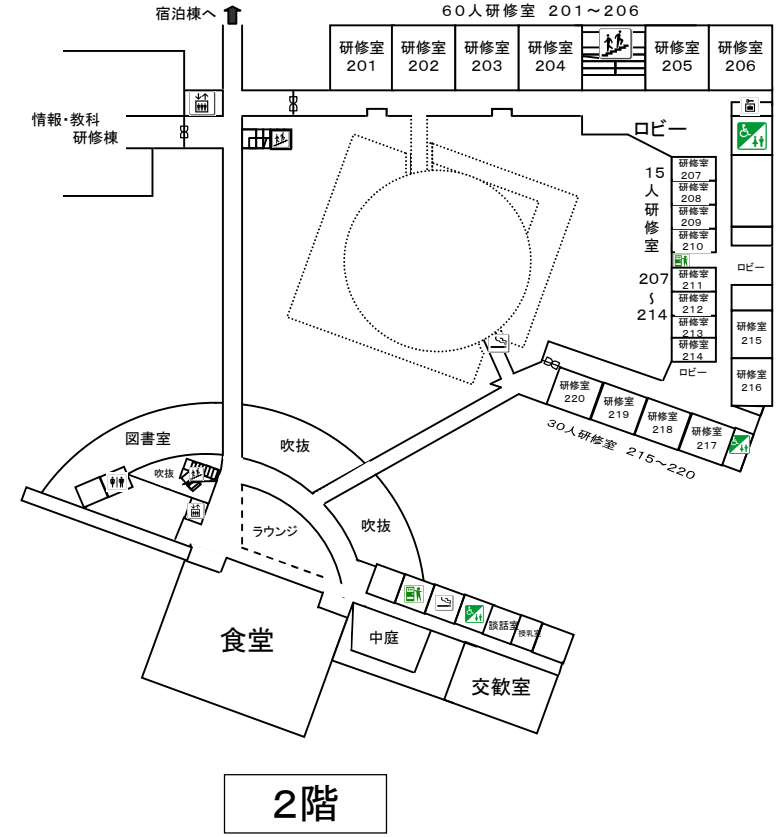 宿泊棟へ
６０人研修室 ２０１～２０６
研修室
201
研修室
202
研修室
203
研修室
204
研修室
205
研修室
206
情報・教科
研修棟
ロビー
15
人
研
修
室
207
～
214
研修室
207
研修室
208
研修室
209
研修室
210
研修室
211
研修室
212
研修室
213
研修室
214
ロビー
ロビー
研修室
215
研修室
216
研修室
220
研修室
219
研修室
218
研修室
217
３０人研修室 ２１５～２２０
図書室
吹抜
吹抜
ラウンジ
吹抜
食堂
中庭
談話室
授乳室
交歓室
２階